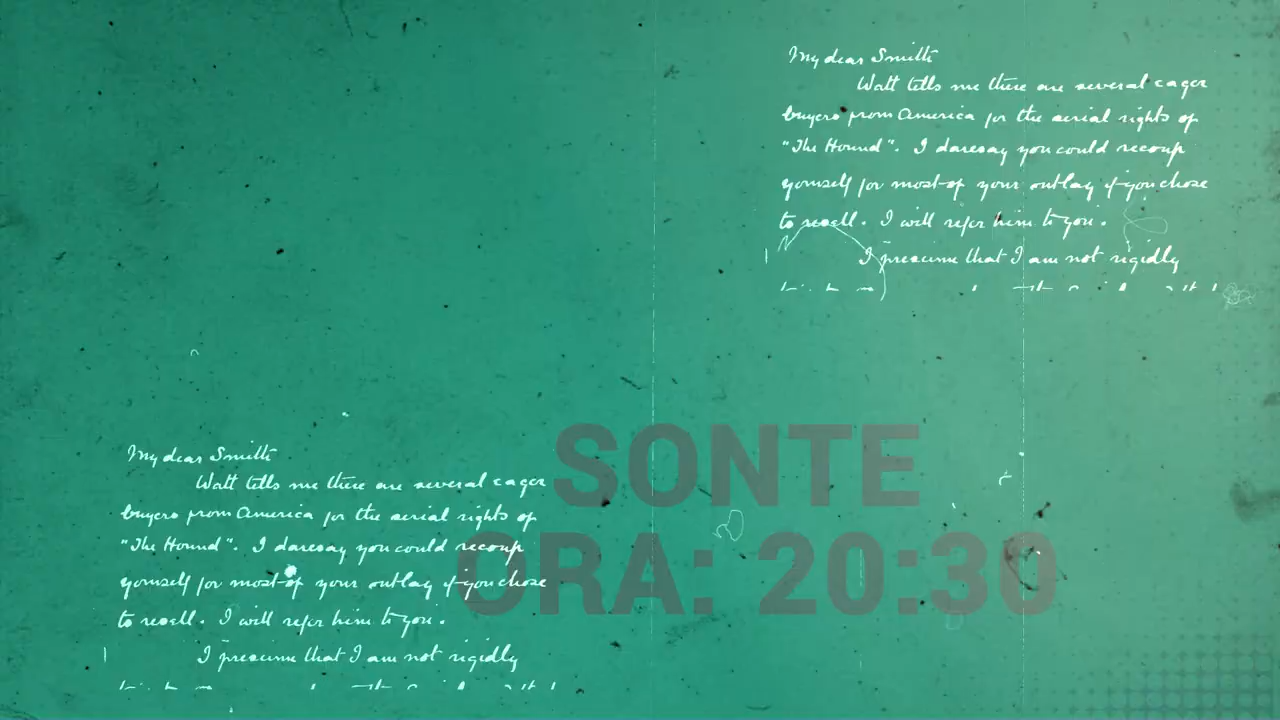 My dear Smith
Watt tells me there are several eager
buyers from America for the serial rights of
"The Hound". I daresay you could recoup
yourself for most of your outlay if you chose
to resell. I will refer him to you.
I presume that I am not rigidly
SONTE
ORA: 20:30
My dear Smith
Watt tells me there are several eager
buyers from America for the serial rights of
"The Hound". I daresay you could recoup
yourself for most of your outlay if you chose
to resell. I will refer him to you.
I presume that I am not rigidly